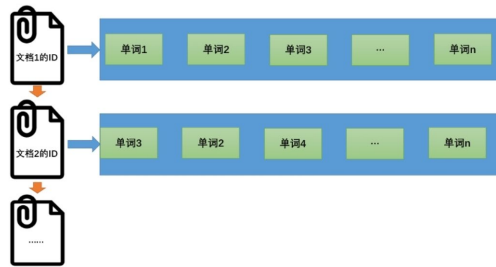 文档1的ID
单词1 单词2 单词3 ... 单词n
文档2的ID
单词3 单词2 单词4 ... 单词n
......